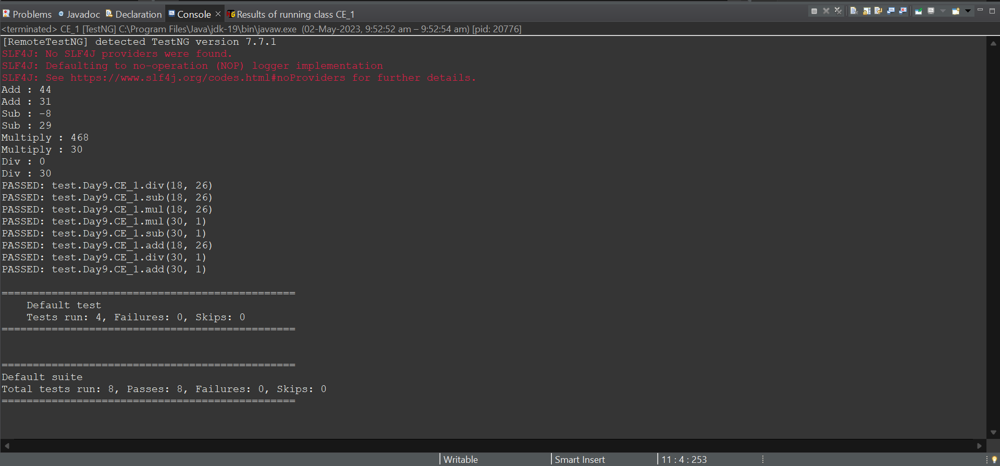 Problems @ Javadoc Declaration Console Results of running class CE_1
<terminated> CE_1 [TestNG] C:\Program Files\Java\jdk-19\bin\javaw.exe (02-May-2023, 9:52:52 am – 9:52:54 am) [pid: 20776]
[RemoteTestNG] detected TestNG version 7.7.1
SLF4J: No SLF4J providers were found.
SLF4J: Defaulting to no-operation (NOP) logger implementation
SLF4J: See https://www.slf4j.org/codes.html#noProviders for further details.
Add : 44
Add : 31
Sub : -8
Sub : 29
Multiply : 468
Multiply : 30
Div : 0
Div : 30
PASSED: test.Day9.CE_1.div(18, 26)
PASSED: test.Day9.CE_1.sub(18, 26)
PASSED: test.Day9.CE_1.mul(18, 26)
PASSED: test.Day9.CE_1.mul(30, 1)
PASSED: test.Day9.CE_1.sub(30, 1)
PASSED: test.Day9.CE_1.add(18, 26)
PASSED: test.Day9.CE_1.div(30, 1)
PASSED: test.Day9.CE_1.add(30, 1)
===============================================
Default test
Tests run: 4, Failures: 0, Skips: 0
===============================================
===============================================
Default suite
Total tests run: 8, Passes: 8, Failures: 0, Skips: 0
===============================================
Writable Smart Insert 11 : 4 : 253